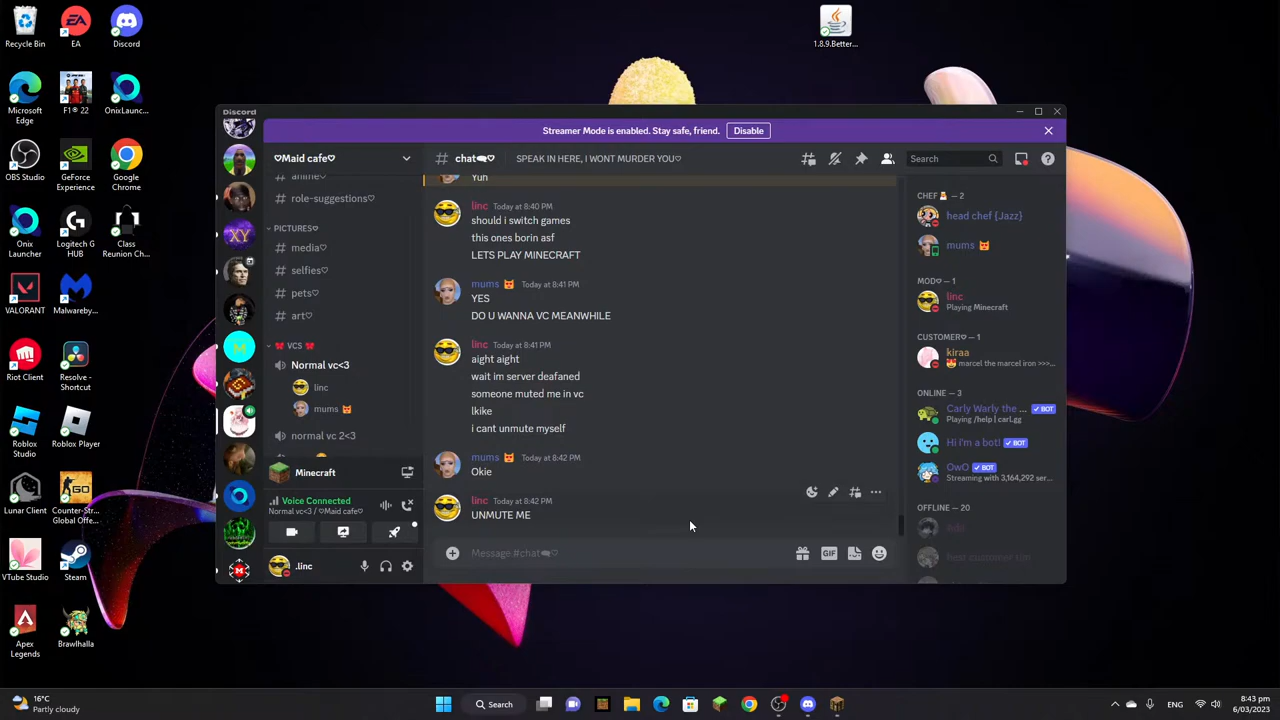 Recycle Bin
EA
Discord
1.8.9.Better...
Microsoft
Edge
F1® 22
OnixLaunc...
OBS Studio
GeForce
Experience
Google
Chrome
Onix
Launcher
Logitech G
HUB
Class
Reunion Ch...
VALORANT
Malwareby...
Riot Client
Resolve -
Shortcut
Roblox
Studio
Roblox Player
Lunar Client
Counter-Str...
Global Offe...
VTube Studio
Steam
Apex
Legends
Brawlhalla
Discord
Streamer Mode is enabled. Stay safe, friend.
Disable
♡Maid cafe♡
# chat🗨♡
SPEAK IN HERE, I WONT MURDER YOU♡
Search
# anime♡
# role-suggestions♡
PICTURES♡
# media♡
# selfies♡
# pets♡
# art♡
🎀 VCS 🎀
Normal vc<3
linc
mums 😼
normal vc 2<3
Minecraft
Voice Connected
Normal vc<3 / ♡Maid cafe♡
.linc
XY
Yuh
linc Today at 8:40 PM
should i switch games
this ones borin asf
LETS PLAY MINECRAFT
mums 😼 Today at 8:41 PM
YES
DO U WANNA VC MEANWHILE
linc Today at 8:41 PM
aight aight
wait im server deafaned
someone muted me in vc
lkike
i cant unmute myself
mums 😼 Today at 8:42 PM
Okie
linc Today at 8:42 PM
UNMUTE ME
Message #chat🗨♡
GIF
CHEF — 2
head chef {Jazz}
mums 😼
MOD♡ — 1
linc
Playing Minecraft
CUSTOMER♡ — 1
kiraa
marcel the marcel iron >>>...
ONLINE — 3
Carly Warly the ... ✓ BOT
Playing /help | carl.gg
Hi I'm a bot! ✓ BOT
OwO ✓ BOT
Streaming with 3,164,292 ser...
OFFLINE — 20
Best customer tim
16°C
Partly cloudy
Search
ENG
8:43 pm
6/03/2023